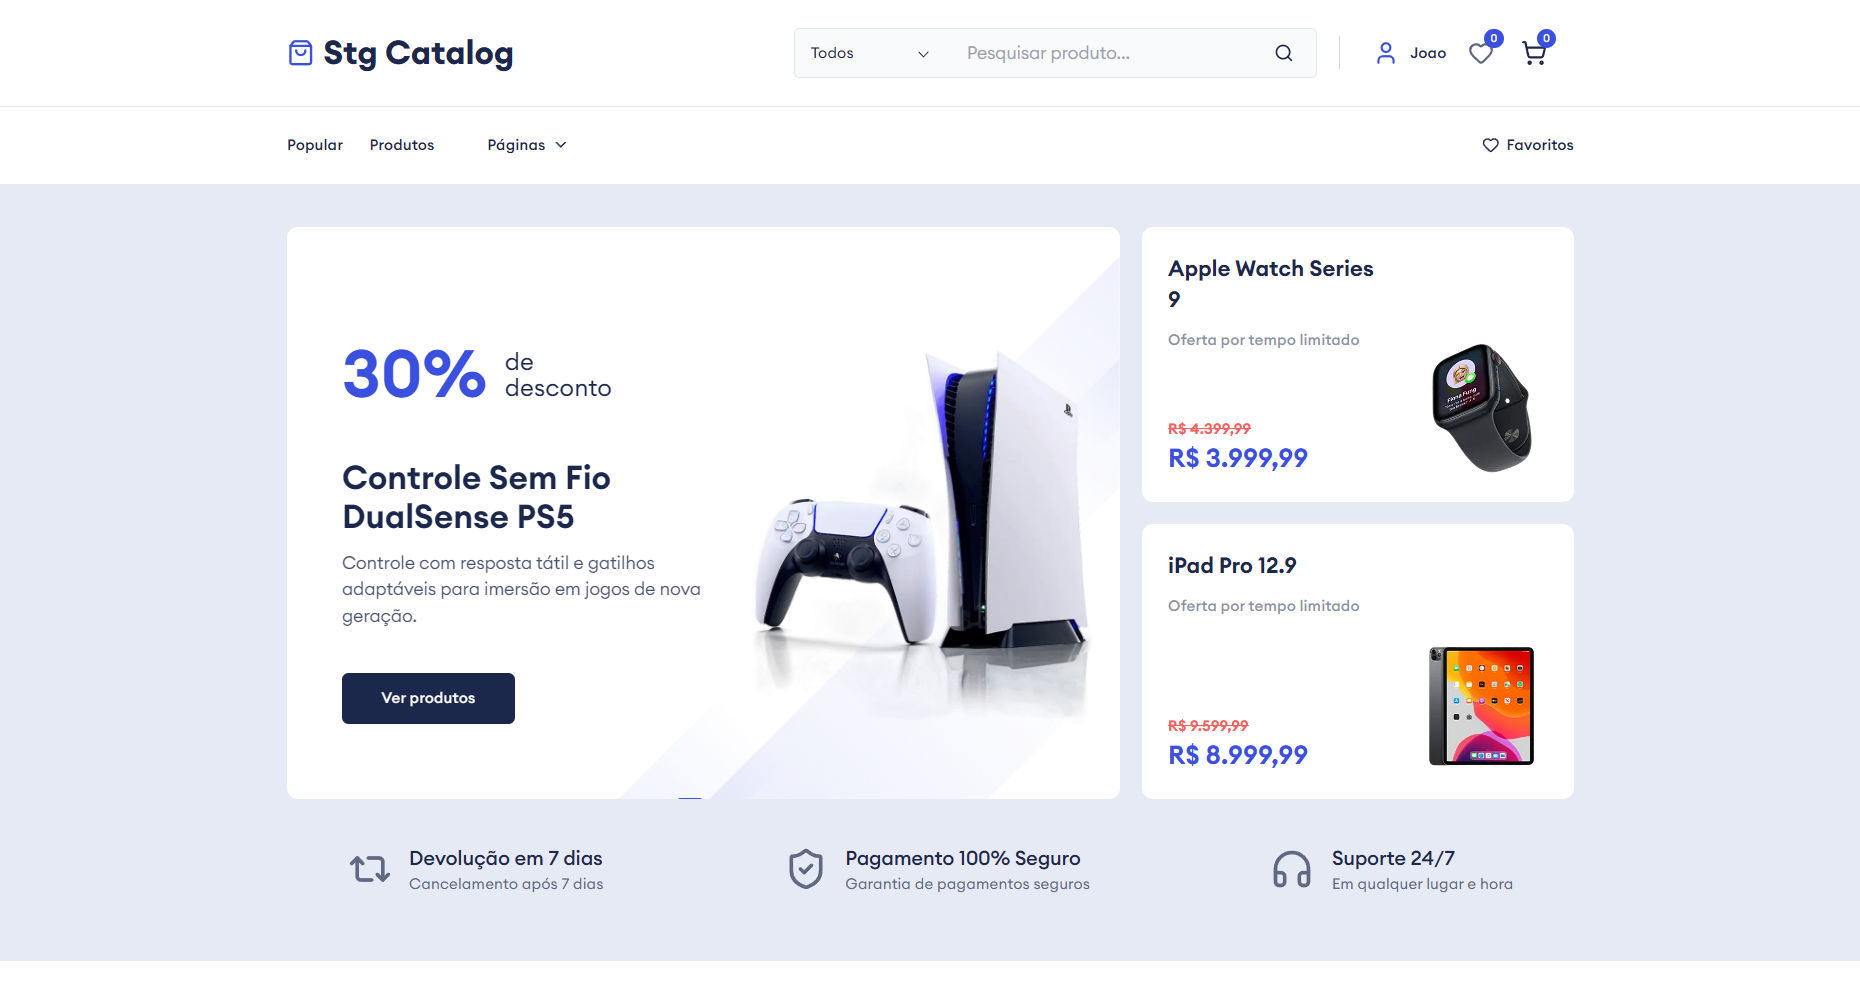 Stg Catalog
Todos
Pesquisar produto...
Joao
0
0
Popular
Produtos
Páginas
Favoritos
30%
de
desconto
Controle Sem Fio
DualSense PS5
Controle com resposta tátil e gatilhos
adaptáveis para imersão em jogos de nova
geração.
Ver produtos
Apple Watch Series
9
Oferta por tempo limitado
R$ 4.399,99
R$ 3.999,99
iPad Pro 12.9
Oferta por tempo limitado
R$ 9.599,99
R$ 8.999,99
Devolução em 7 dias
Cancelamento após 7 dias
Pagamento 100% Seguro
Garantia de pagamentos seguros
Suporte 24/7
Em qualquer lugar e hora